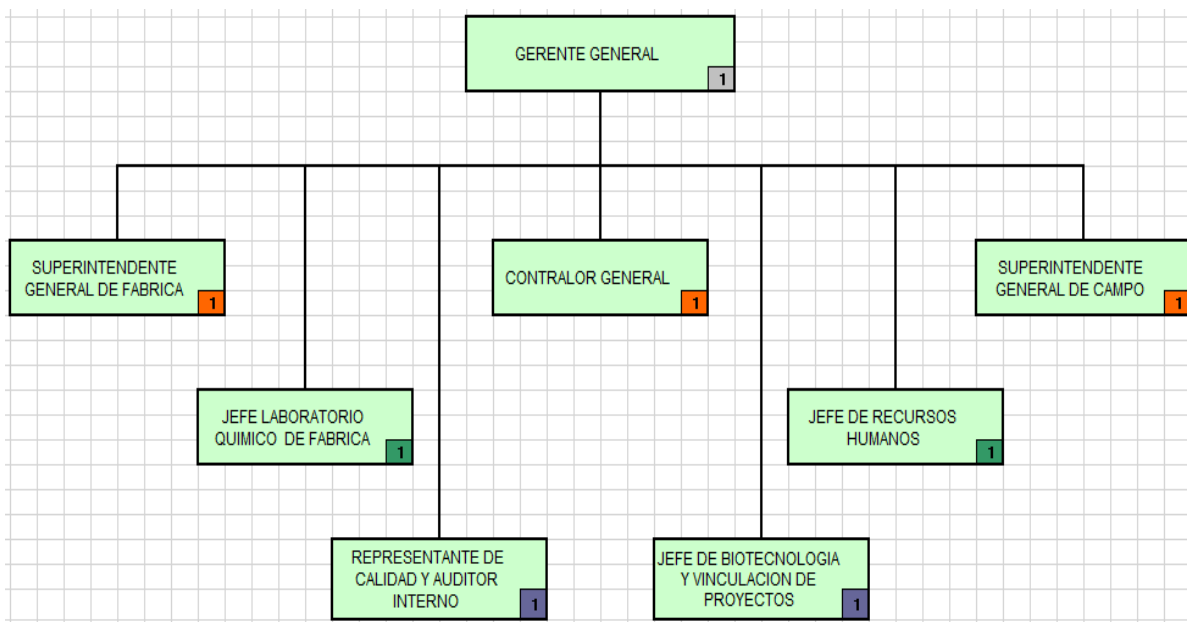 GERENTE GENERAL
1
SUPERINTENDENTE
GENERAL DE FABRICA
1
CONTRALOR GENERAL
1
SUPERINTENDENTE
GENERAL DE CAMPO
1
JEFE LABORATORIO
QUIMICO DE FABRICA
1
JEFE DE RECURSOS
HUMANOS
1
REPRESENTANTE DE
CALIDAD Y AUDITOR
INTERNO
1
JEFE DE BIOTECNOLOGIA
Y VINCULACION DE
PROYECTOS
1